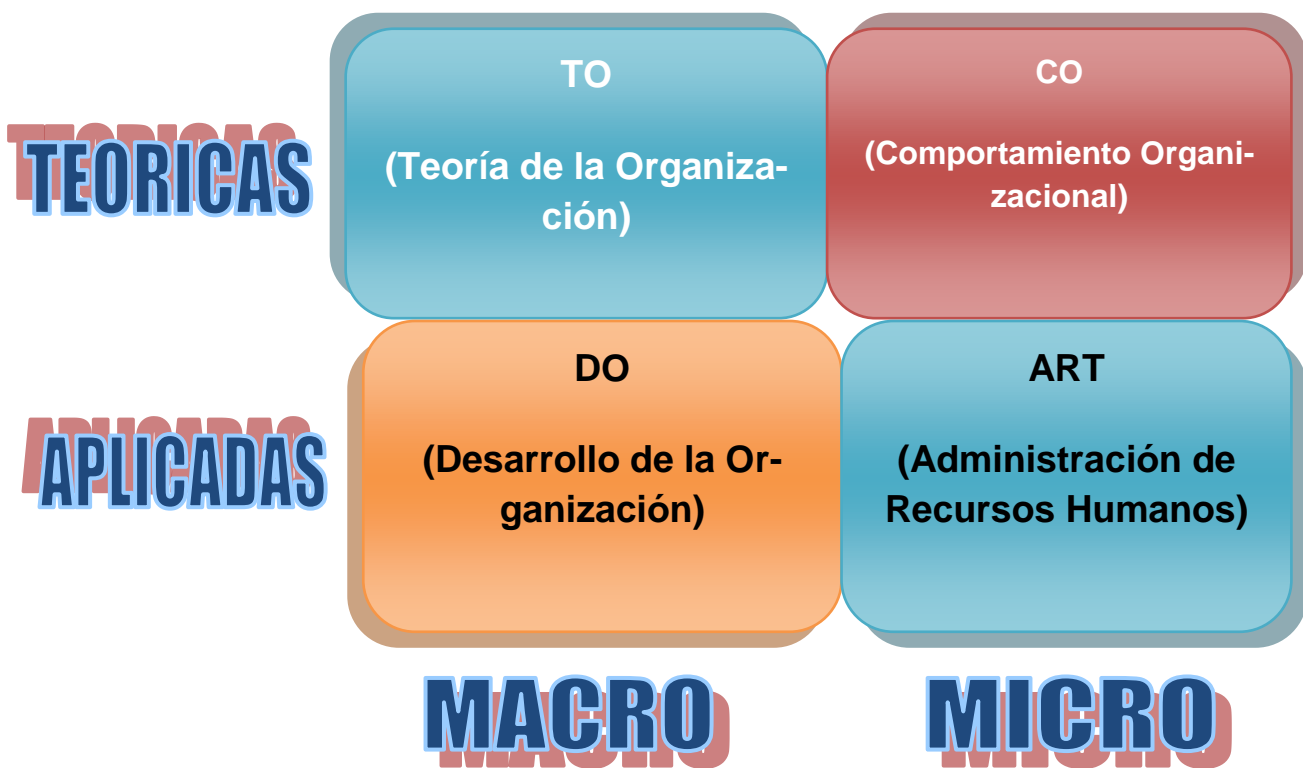 TEORICAS
TO
(Teoría de la Organiza-
ción)
CO
(Comportamiento Organi-
zacional)
APLICADAS
DO
(Desarrollo de la Or-
ganización)
ART
(Administración de
Recursos Humanos)
MACRO
MICRO